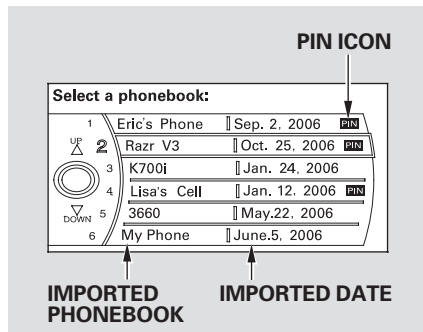 PIN ICON
Select a phonebook:
1 Eric's Phone Sep. 2, 2006 PIN
UP 2 Razr V3 Oct. 25, 2006 PIN
3 K700i Jan. 24, 2006
4 Lisa's Cell Jan. 12, 2006 PIN
DOWN 5 3660 May.22, 2006
6 My Phone June.5, 2006
IMPORTED PHONEBOOK
IMPORTED DATE